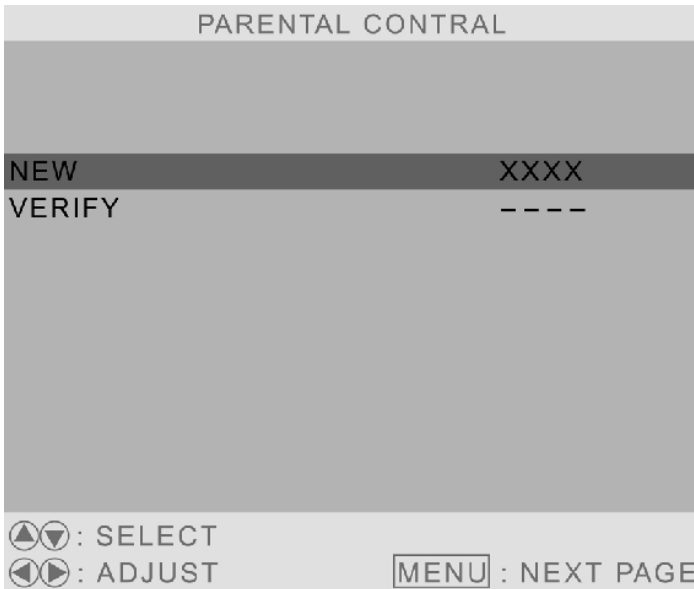 PARENTAL CONTRAL
NEW XXXX
VERIFY ----
: SELECT
: ADJUST MENU : NEXT PAGE